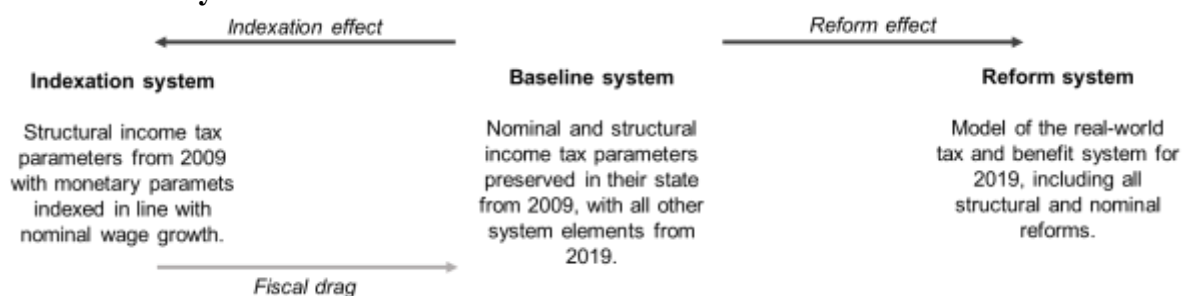 Indexation effect
Reform effect
Indexation system
Baseline system
Reform system
Structural income tax
parameters from 2009
with monetary paramets
indexed in line with
nominal wage growth.
Nominal and structural
income tax parameters
preserved in their state
from 2009, with all other
system elements from
2019.
Model of the real-world
tax and benefit system for
2019, including all
structural and nominal
reforms.
Fiscal drag